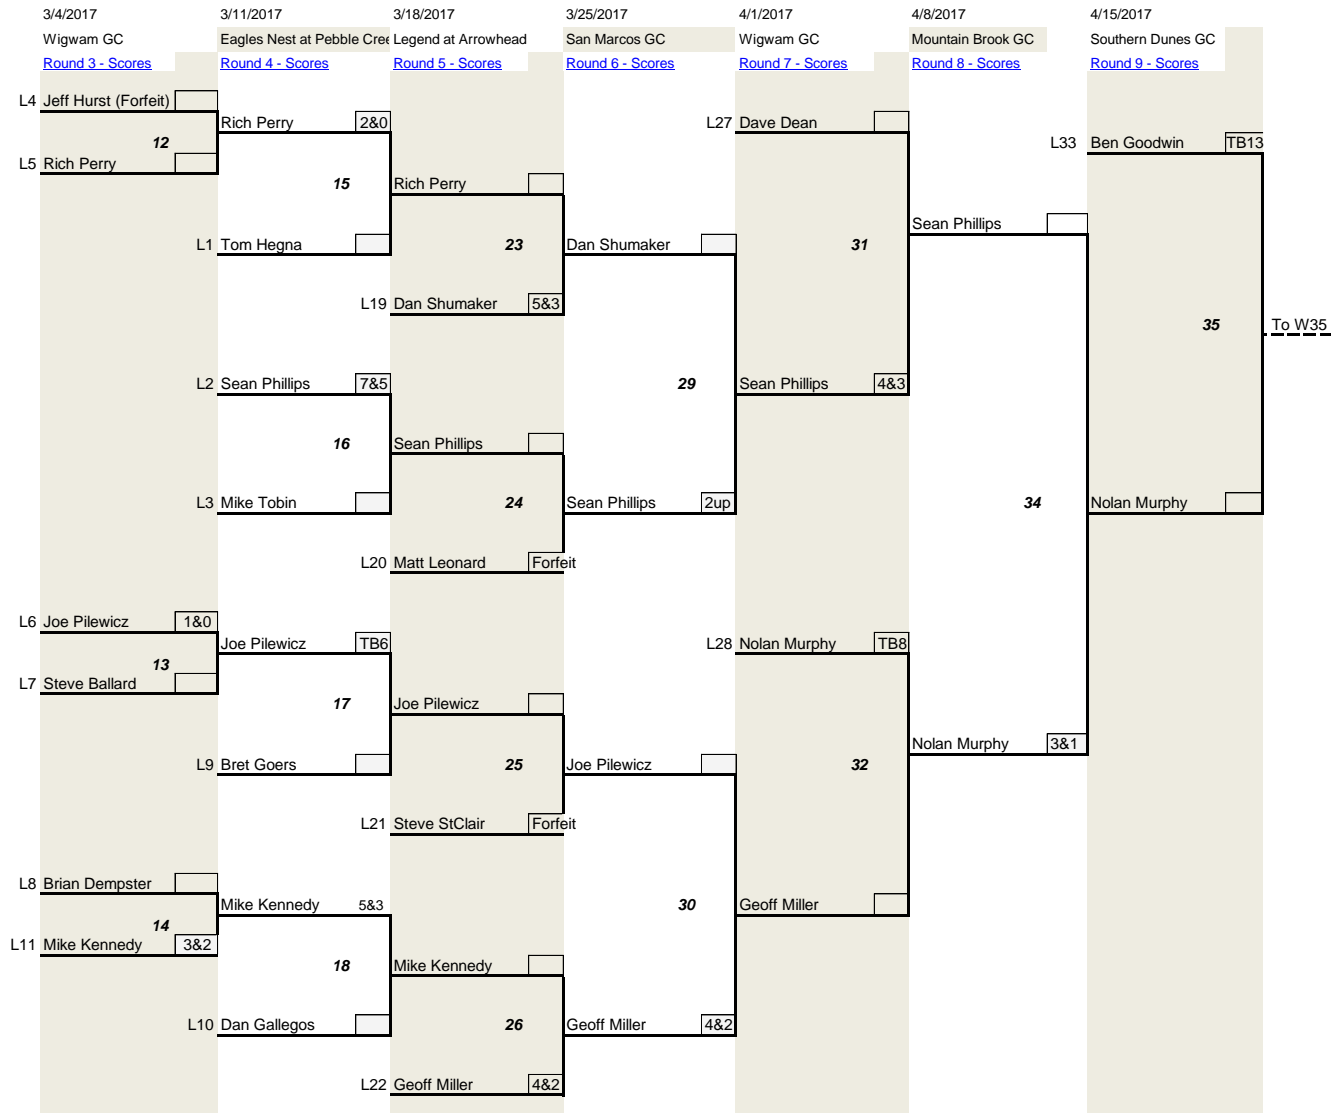 3/4/2017 3/11/2017 3/18/2017 3/25/2017 4/1/2017 4/8/2017 4/15/2017
Wigwam GC Eagles Nest at Pebble Cree Legend at Arrowhead San Marcos GC Wigwam GC Mountain Brook GC Southern Dunes GC
Round 3 - Scores Round 4 - Scores Round 5 - Scores Round 6 - Scores Round 7 - Scores Round 8 - Scores Round 9 - Scores
L4 Jeff Hurst (Forfeit)
Rich Perry 2&0 L27 Dave Dean
12 L33 Ben Goodwin TB13
L5 Rich Perry
15 Rich Perry
Sean Phillips
L1 Tom Hegna 23 Dan Shumaker 31
L19 Dan Shumaker 5&3
35 To W35
L2 Sean Phillips 7&5 29 Sean Phillips 4&3
16 Sean Phillips
L3 Mike Tobin 24 Sean Phillips 2up 34 Nolan Murphy
L20 Matt Leonard Forfeit
L6 Joe Pilewicz 1&0
Joe Pilewicz TB6 L28 Nolan Murphy TB8
13
L7 Steve Ballard
17 Joe Pilewicz
Nolan Murphy 3&1
L9 Bret Goers 25 Joe Pilewicz 32
L21 Steve StClair Forfeit
L8 Brian Dempster
Mike Kennedy 5&3 30 Geoff Miller
14
L11 Mike Kennedy 3&2
18 Mike Kennedy
L10 Dan Gallegos 26 Geoff Miller 4&2
L22 Geoff Miller 4&2